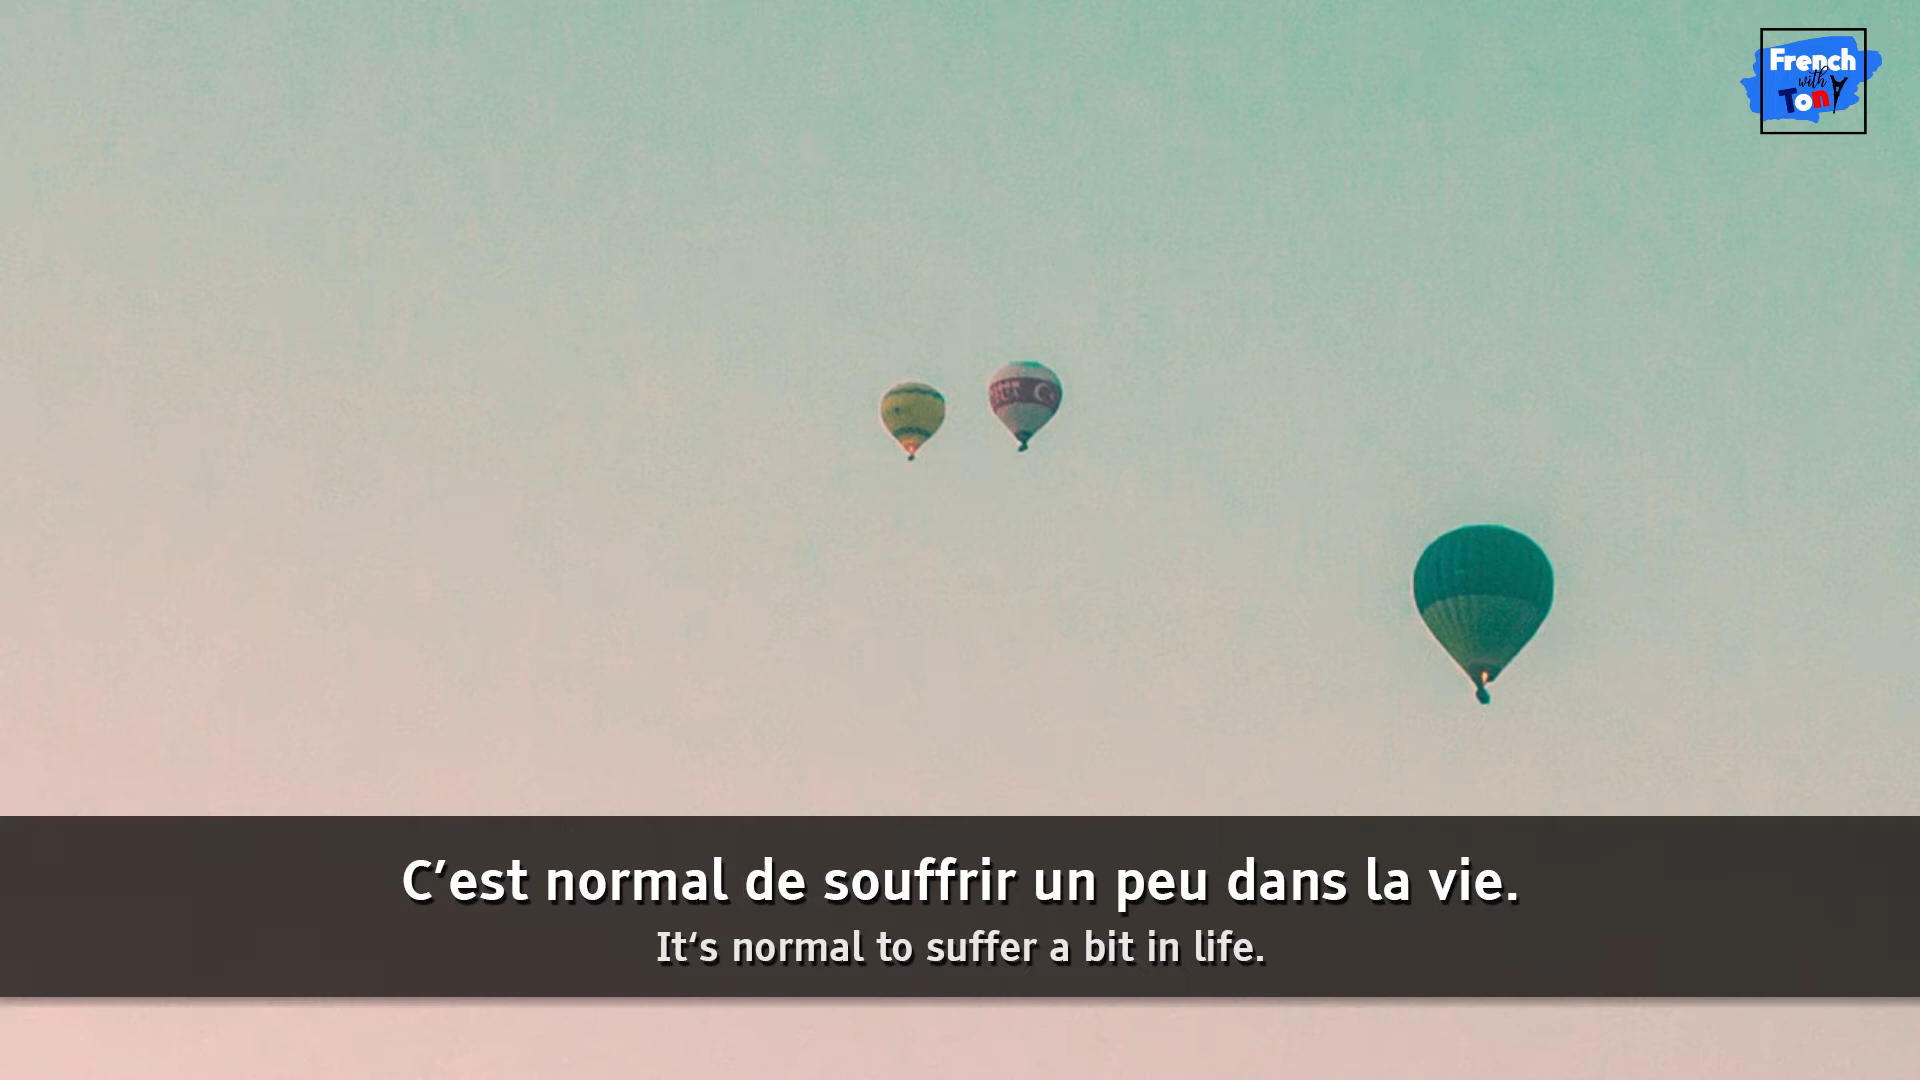 French
with
Tony
C’est normal de souffrir un peu dans la vie.
It‘s normal to suffer a bit in life.